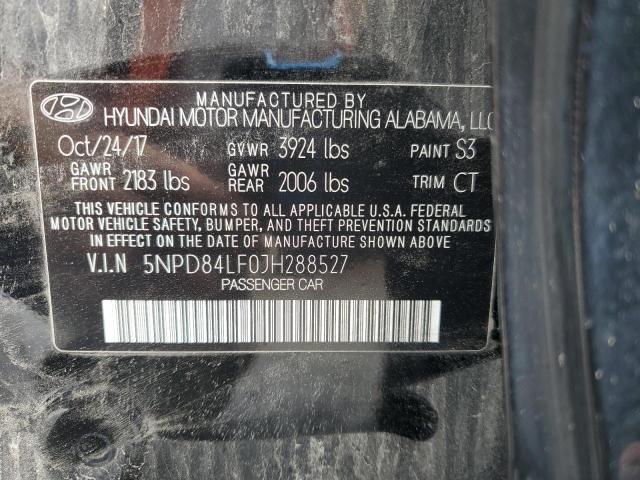 MANUFACTURED BY
HYUNDAI MOTOR MANUFACTURING ALABAMA, LLC
Oct/24/17 GVWR 3924 lbs PAINT S3
GAWR FRONT 2183 lbs GAWR REAR 2006 lbs TRIM CT
THIS VEHICLE CONFORMS TO ALL APPLICABLE U.S.A. FEDERAL
MOTOR VEHICLE SAFETY, BUMPER, AND THEFT PREVENTION STANDARDS
IN EFFECT ON THE DATE OF MANUFACTURE SHOWN ABOVE.
V.I.N 5NPD84LF0JH288527
PASSENGER CAR